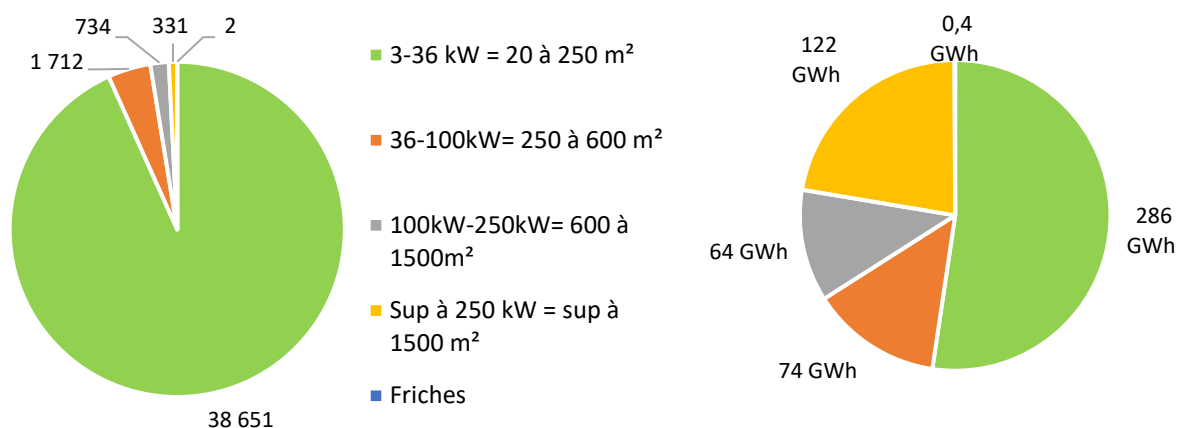 734
331
2
1 712
38 651
3-36 kW = 20 à 250 m²
36-100kW= 250 à 600 m²
100kW-250kW= 600 à
1500m²
Sup à 250 kW = sup à
1500 m²
Friches
0,4
GWh
122
GWh
286
GWh
64 GWh
74 GWh